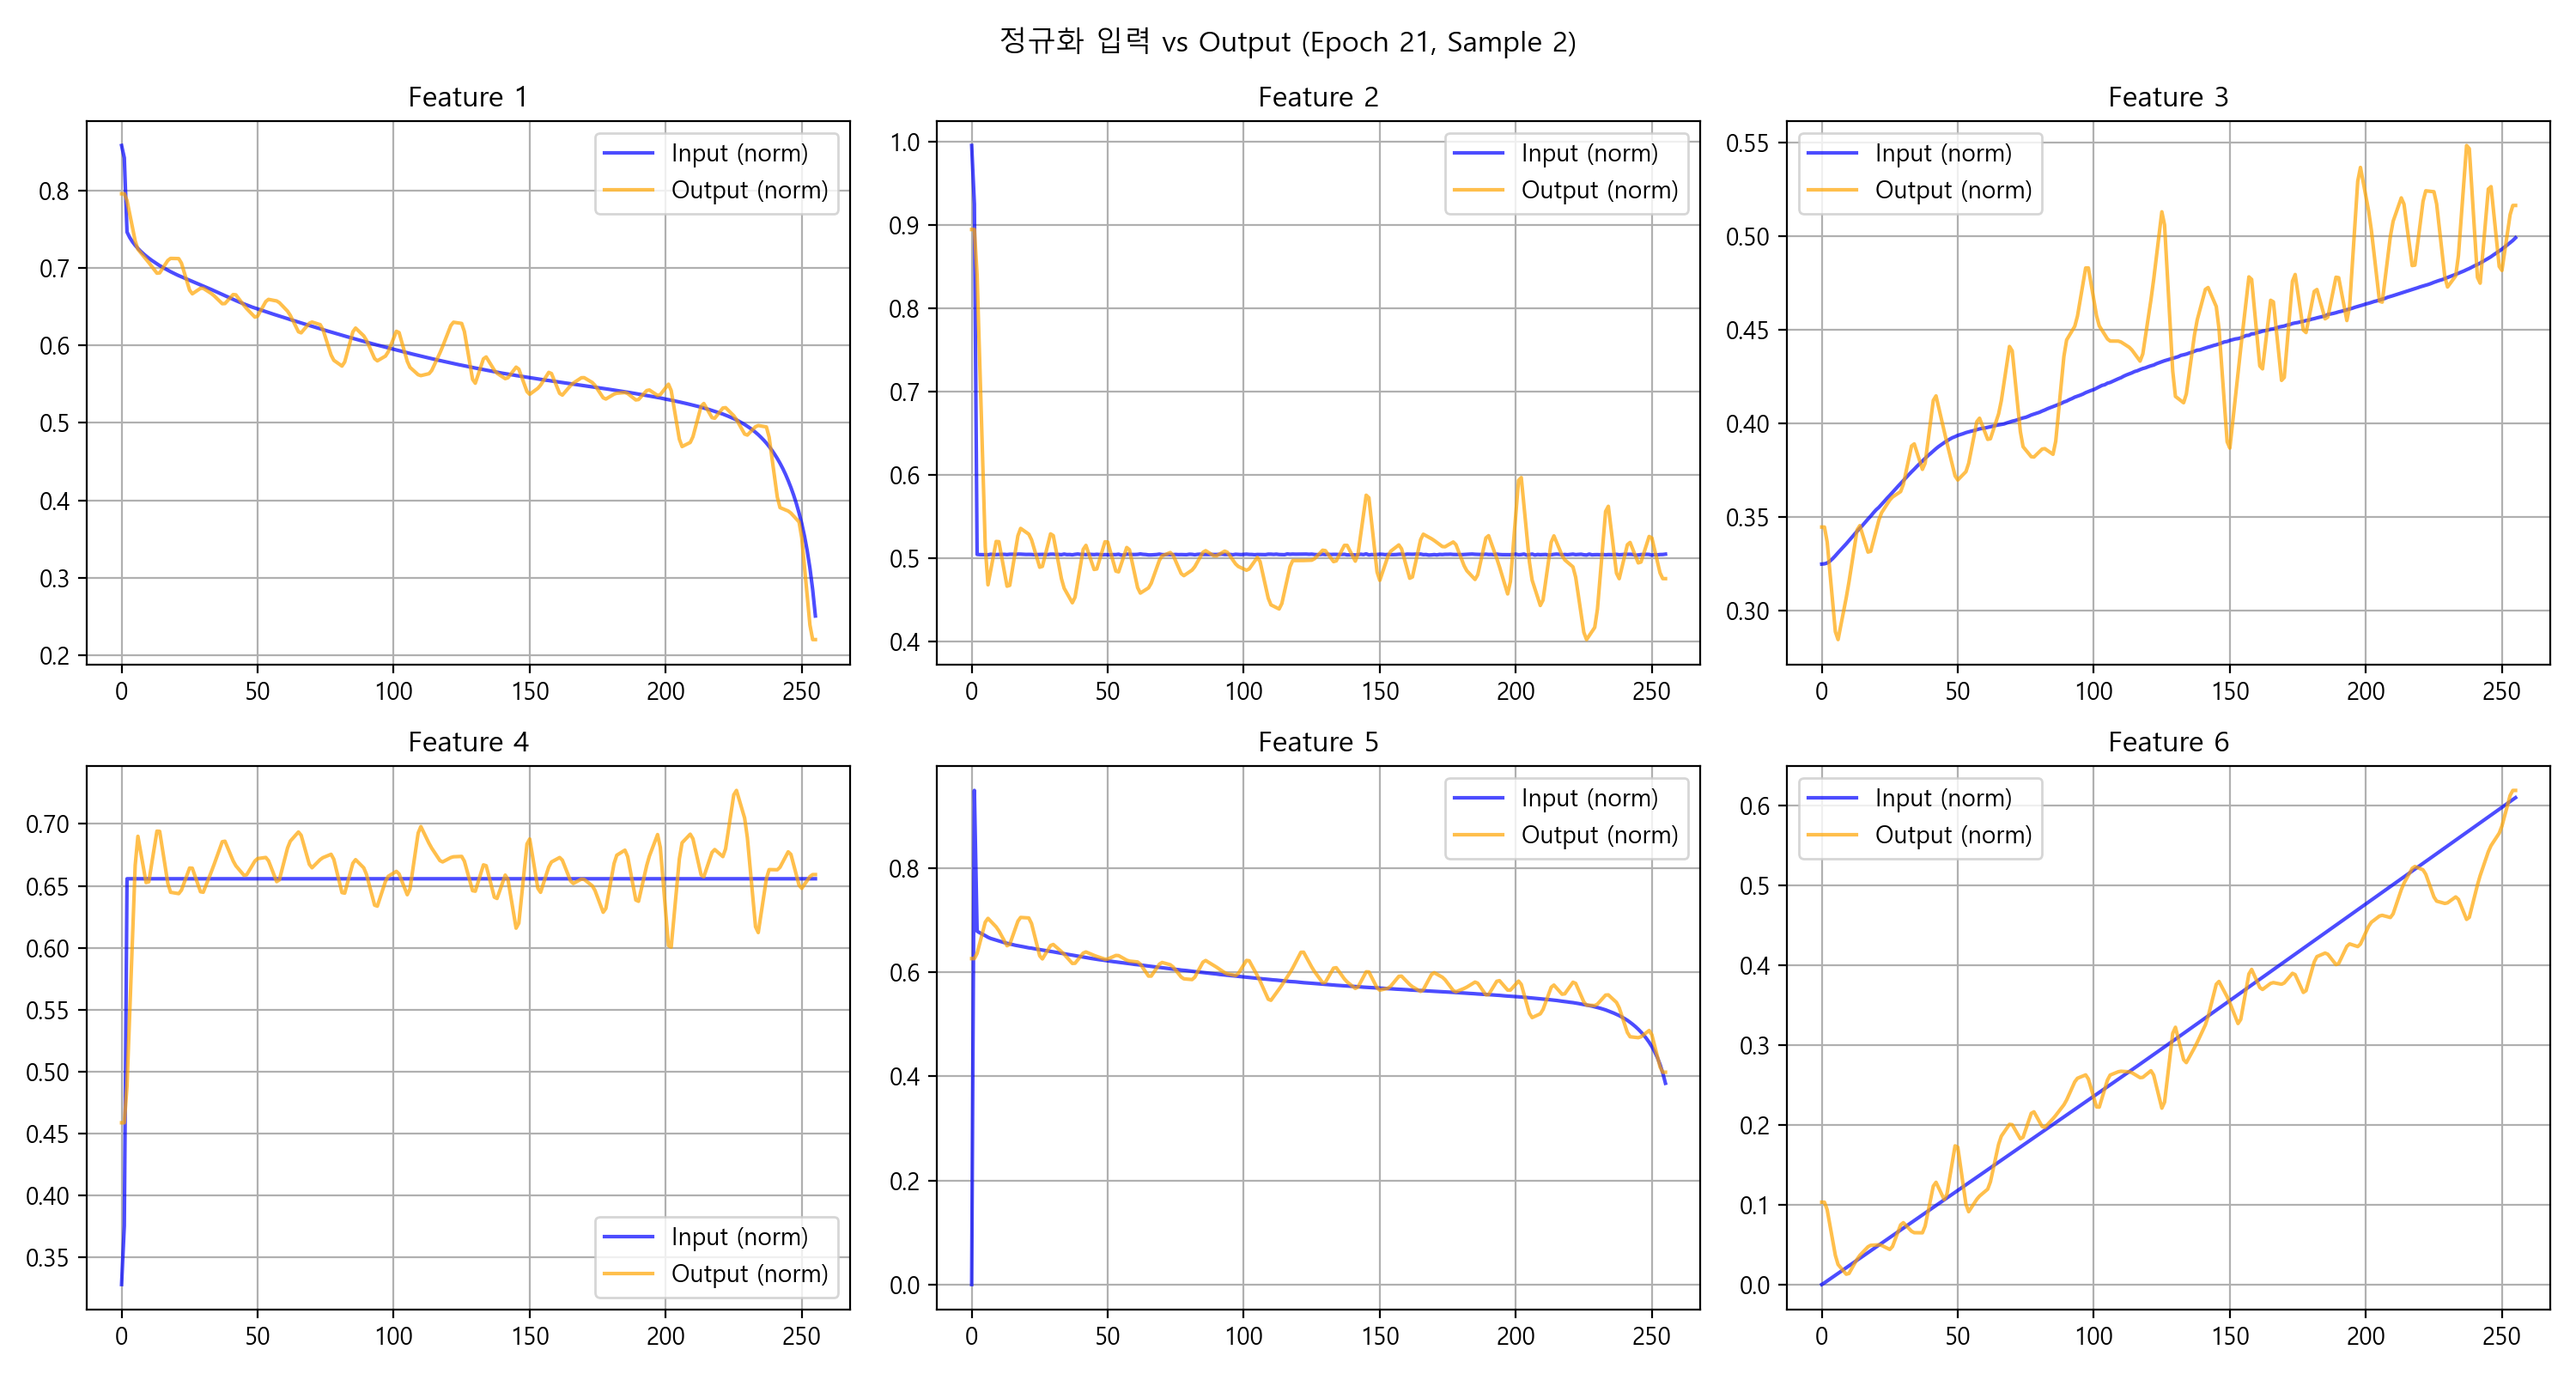 정규화 입력 vs Output (Epoch 21, Sample 2)
Feature 1
Input (norm)
Output (norm)
0.8
0.7
0.6
0.5
0.4
0.3
0.2
0 50 100 150 200 250
Feature 2
Input (norm)
Output (norm)
1.0
0.9
0.8
0.7
0.6
0.5
0.4
0 50 100 150 200 250
Feature 3
Input (norm)
Output (norm)
0.55
0.50
0.45
0.40
0.35
0.30
0 50 100 150 200 250
Feature 4
0.70
0.65
0.60
0.55
0.50
0.45
0.40
0.35
Input (norm)
Output (norm)
0 50 100 150 200 250
Feature 5
Input (norm)
Output (norm)
0.8
0.6
0.4
0.2
0.0
0 50 100 150 200 250
Feature 6
Input (norm)
Output (norm)
0.6
0.5
0.4
0.3
0.2
0.1
0.0
0 50 100 150 200 250